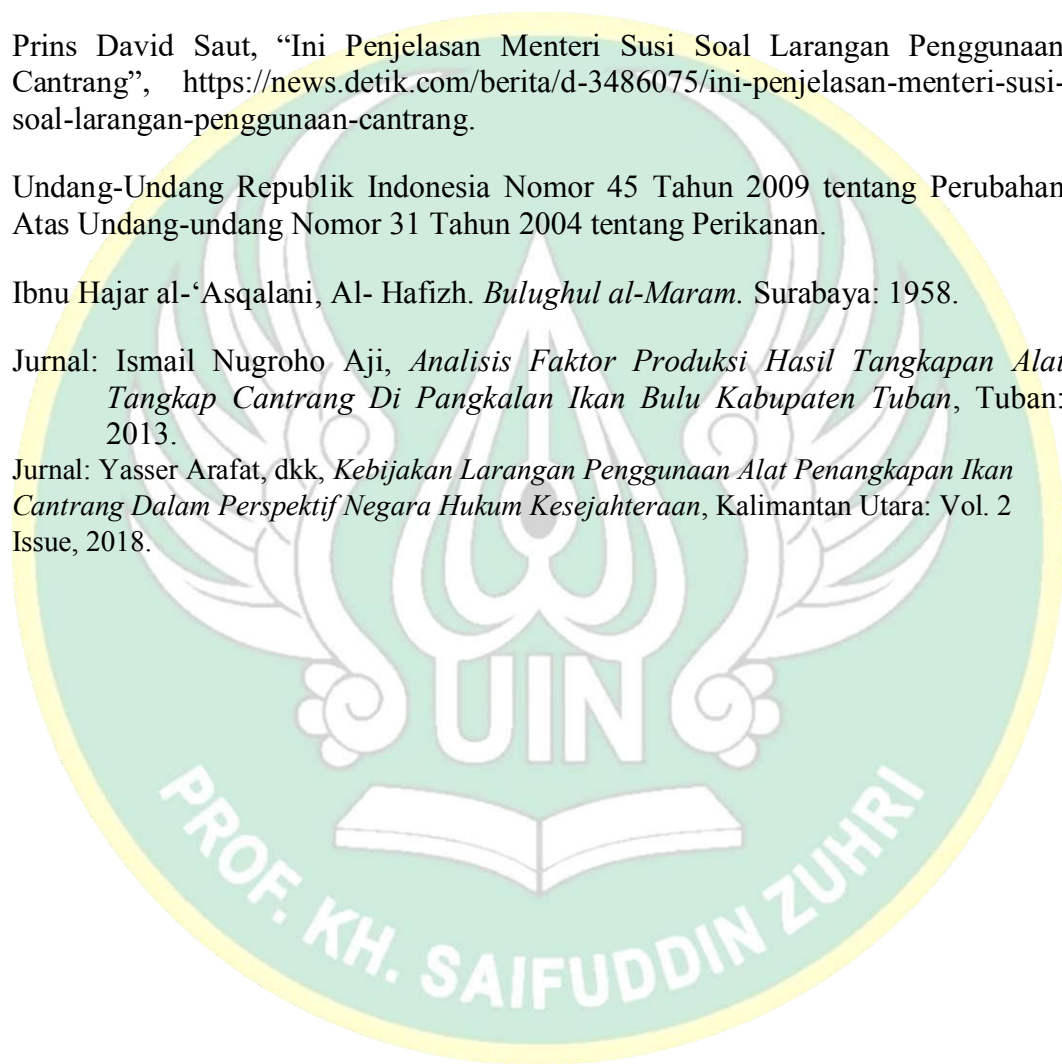 Prins David Saut, “Ini Penjelasan Menteri Susi Soal Larangan Penggunaan
Cantrang”, https://news.detik.com/berita/d-3486075/ini-penjelasan-menteri-susi-
soal-larangan-penggunaan-cantrang.
Undang-Undang Republik Indonesia Nomor 45 Tahun 2009 tentang Perubahan
Atas Undang-undang Nomor 31 Tahun 2004 tentang Perikanan.
Ibnu Hajar al-‘Asqalani, Al- Hafizh. Bulughul al-Maram. Surabaya: 1958.
Jurnal: Ismail Nugroho Aji, Analisis Faktor Produksi Hasil Tangkapan Alat
Tangkap Cantrang Di Pangkalan Ikan Bulu Kabupaten Tuban, Tuban:
2013.
Jurnal: Yasser Arafat, dkk, Kebijakan Larangan Penggunaan Alat Penangkapan Ikan
Cantrang Dalam Perspektif Negara Hukum Kesejahteraan, Kalimantan Utara: Vol. 2
Issue, 2018.
UIN
PROF. KH. SAIFUDDIN ZUHRI